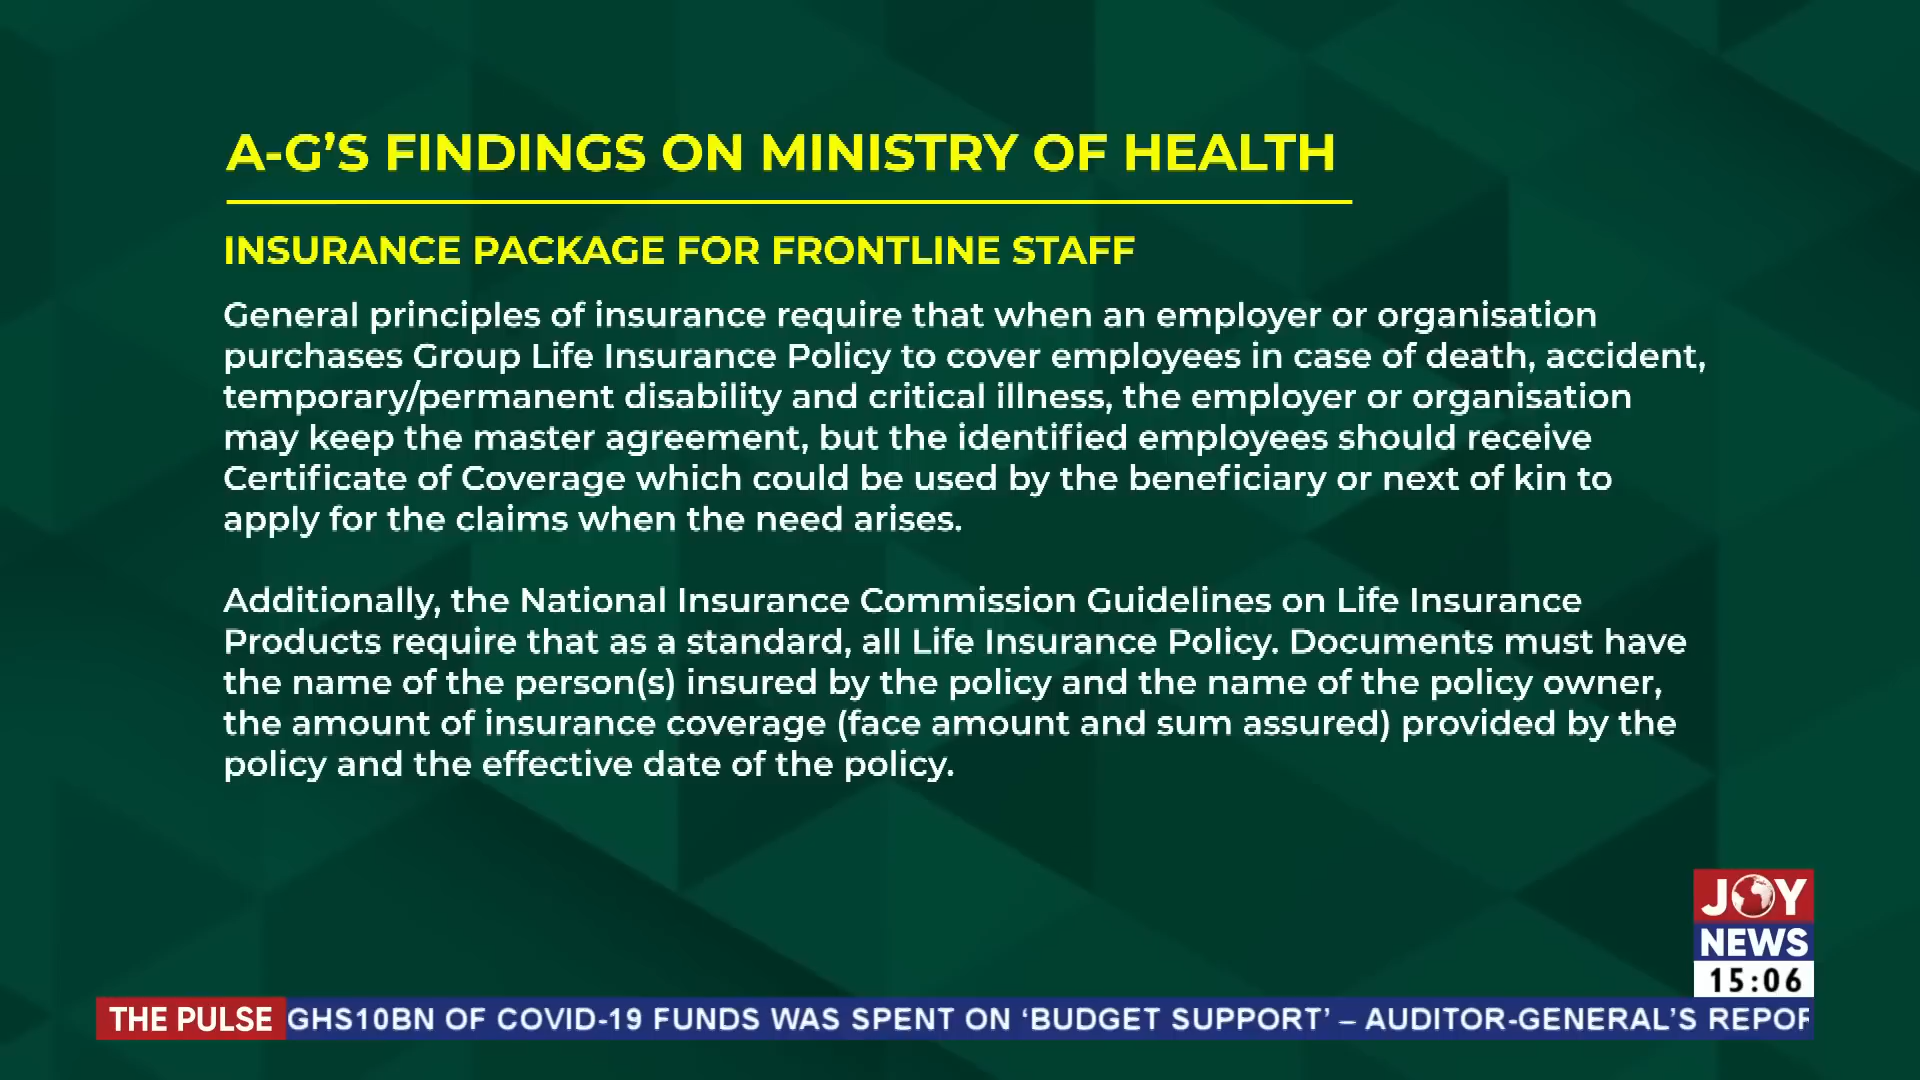 A-G’S FINDINGS ON MINISTRY OF HEALTH
INSURANCE PACKAGE FOR FRONTLINE STAFF
General principles of insurance require that when an employer or organisation
purchases Group Life Insurance Policy to cover employees in case of death, accident,
temporary/permanent disability and critical illness, the employer or organisation
may keep the master agreement, but the identified employees should receive
Certificate of Coverage which could be used by the beneficiary or next of kin to
apply for the claims when the need arises.
Additionally, the National Insurance Commission Guidelines on Life Insurance
Products require that as a standard, all Life Insurance Policy. Documents must have
the name of the person(s) insured by the policy and the name of the policy owner,
the amount of insurance coverage (face amount and sum assured) provided by the
policy and the effective date of the policy.
JOY
NEWS
15:06
THE PULSE GHS10BN OF COVID-19 FUNDS WAS SPENT ON ‘BUDGET SUPPORT’ – AUDITOR-GENERAL’S REPOR